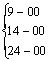 9 – 00
14 – 00
24 – 00